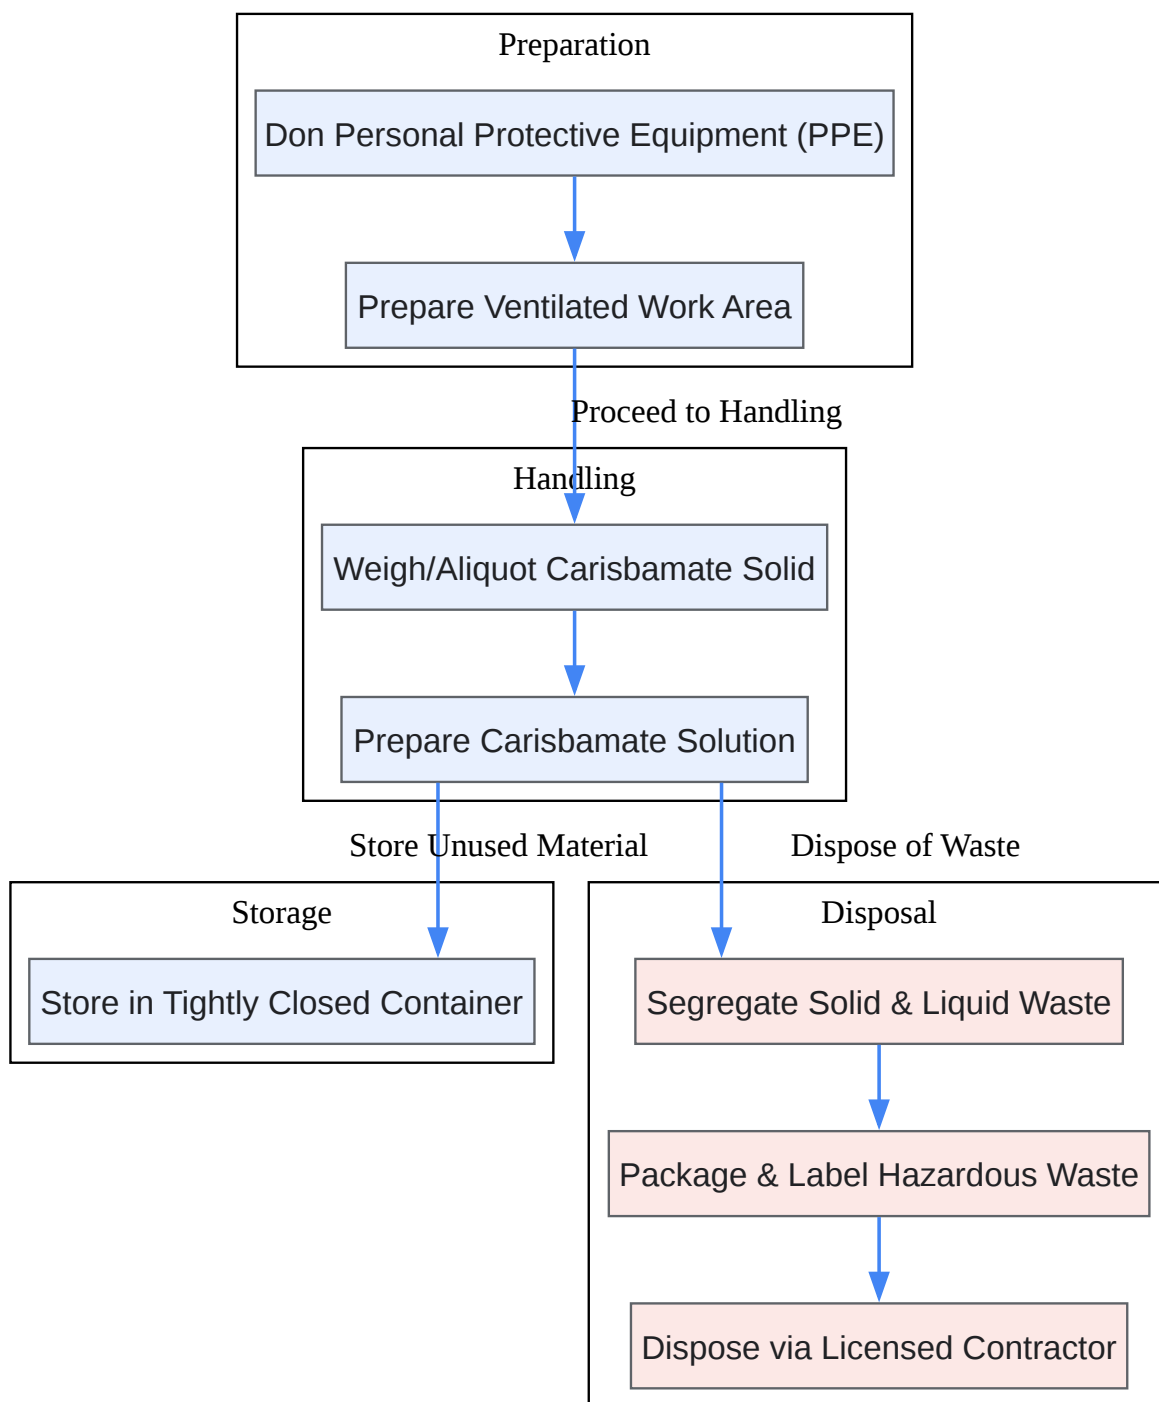 Preparation
Don Personal Protective Equipment (PPE)
Prepare Ventilated Work Area
Proceed to Handling
Handling
Weigh/Aliquot Carisbamate Solid
Prepare Carisbamate Solution
Store Unused Material
Dispose of Waste
Storage
Store in Tightly Closed Container
Disposal
Segregate Solid & Liquid Waste
Package & Label Hazardous Waste
Dispose via Licensed Contractor